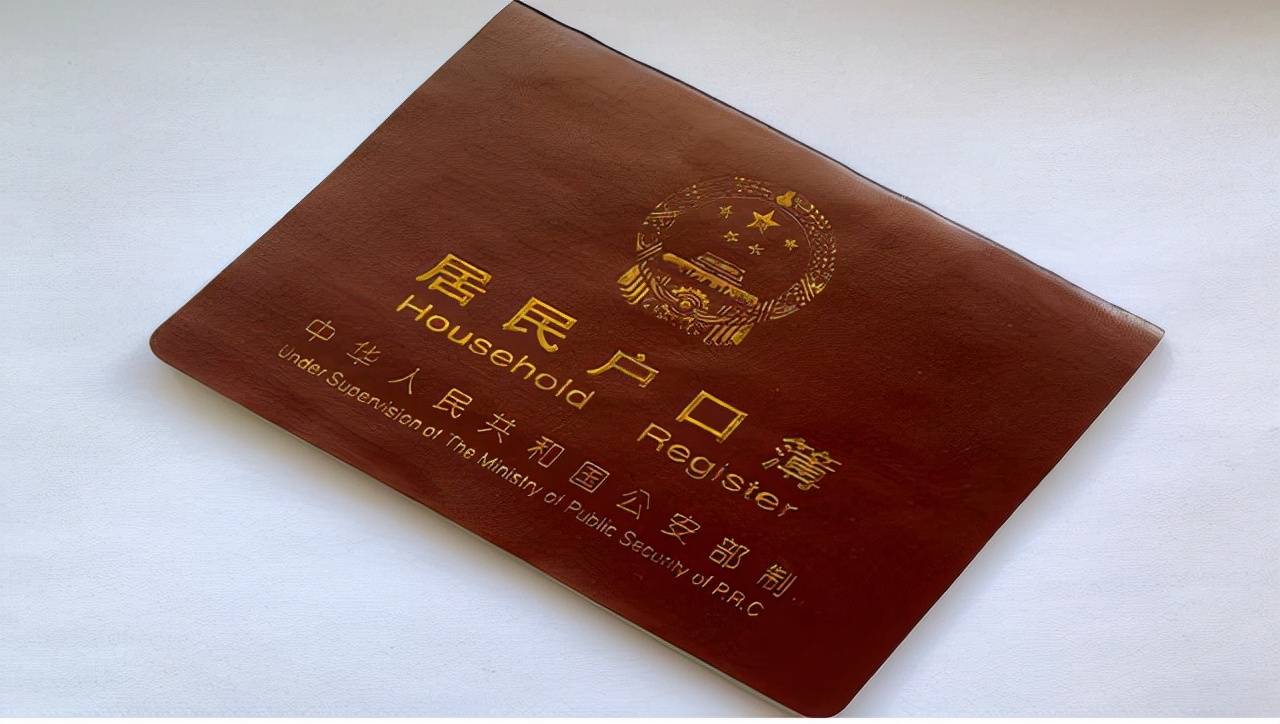 居民户口簿
Household Register
中华人民共和国公安部制
Under Supervision of The Ministry of Public Security of P.R.C